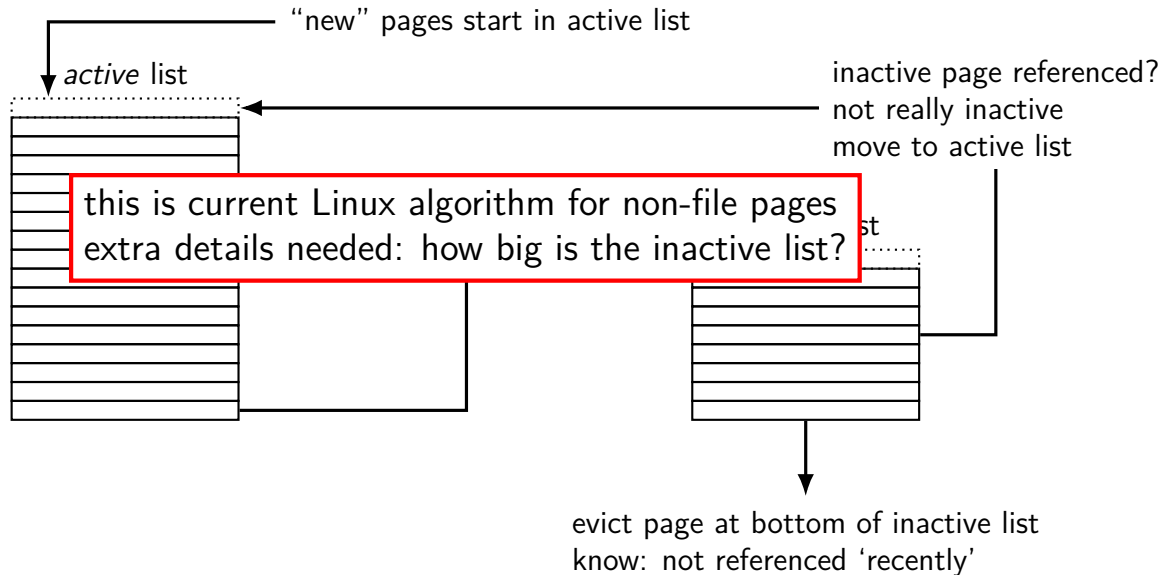 “new” pages start in active list
active list
inactive page referenced?
not really inactive
move to active list
this is current Linux algorithm for non-file pages
extra details needed: how big is the inactive list?
evict page at bottom of inactive list
know: not referenced ‘recently’